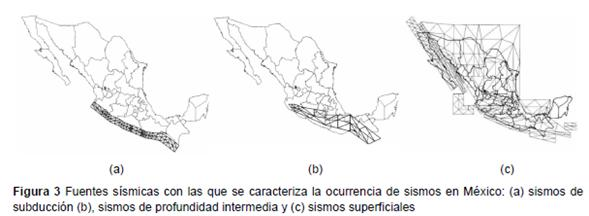 (a) (b) (c)
Figura 3 Fuentes sísmicas con las que se caracteriza la ocurrencia de sismos en México: (a) sismos de
subducción (b), sismos de profundidad intermedia y (c) sismos superficiales